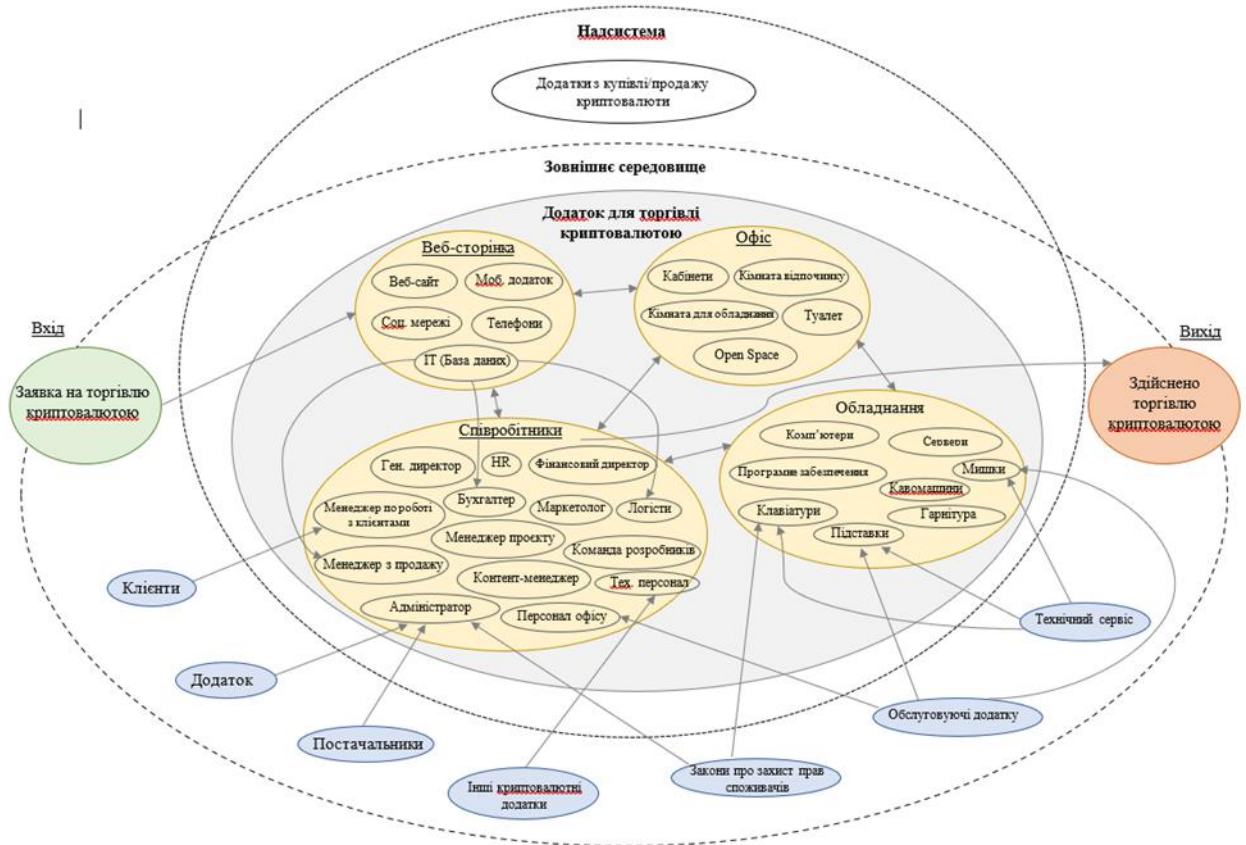 Надсистема
Додатки з купівлі/продажу
криптовалюти
Зовнішнє середовище
Додаток для торгівлі
криптовалютою
Веб-сторінка
Веб-сайт
Моб. додаток
Соц. мережі
Телефони
ІТ (База даних)
Офіс
Кабінети
Кімната відпочинку
Кімната для обладнання
Туалет
Open Space
Вхід
Заявка на торгівлю
криптовалютою
Вихід
Здійснено
торгівлю
криптовалютою
Співробітники
Ген. директор
HR
Фінансовий директор
Менеджер по роботі
з клієнтами
Бухгалтер
Маркетолог
Логісти
Менеджер проєкту
Менеджер з продажу
Команда розробників
Контент-менеджер
Тех. персонал
Адміністратор
Персонал офісу
Обладнання
Комп’ютери
Сервери
Програмне забезпечення
Мишки
Кавомашини
Клавіатури
Гарнітура
Підставки
Клієнти
Додаток
Постачальники
Інші криптовалютні
додатки
Закони про захист прав
споживачів
Обслуговуючі додатку
Технічний сервіс